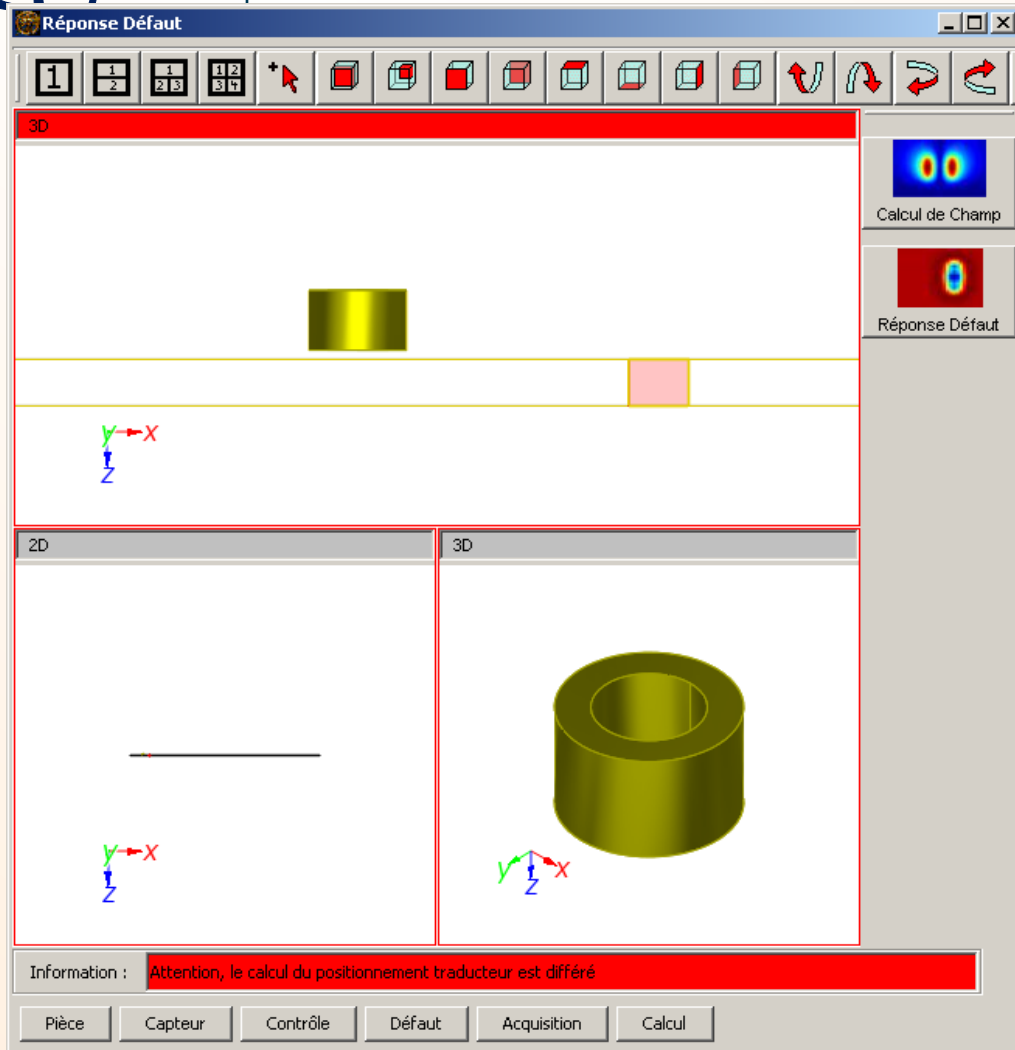 Réponse Défaut
1
1 2
1 2 3
1 2 3 4
3D
Calcul de Champ
Réponse Défaut
y x
z
2D
3D
y x
z
y x
z
Information : Attention, le calcul du positionnement traducteur est différé
Pièce Capteur Contrôle Défaut Acquisition Calcul